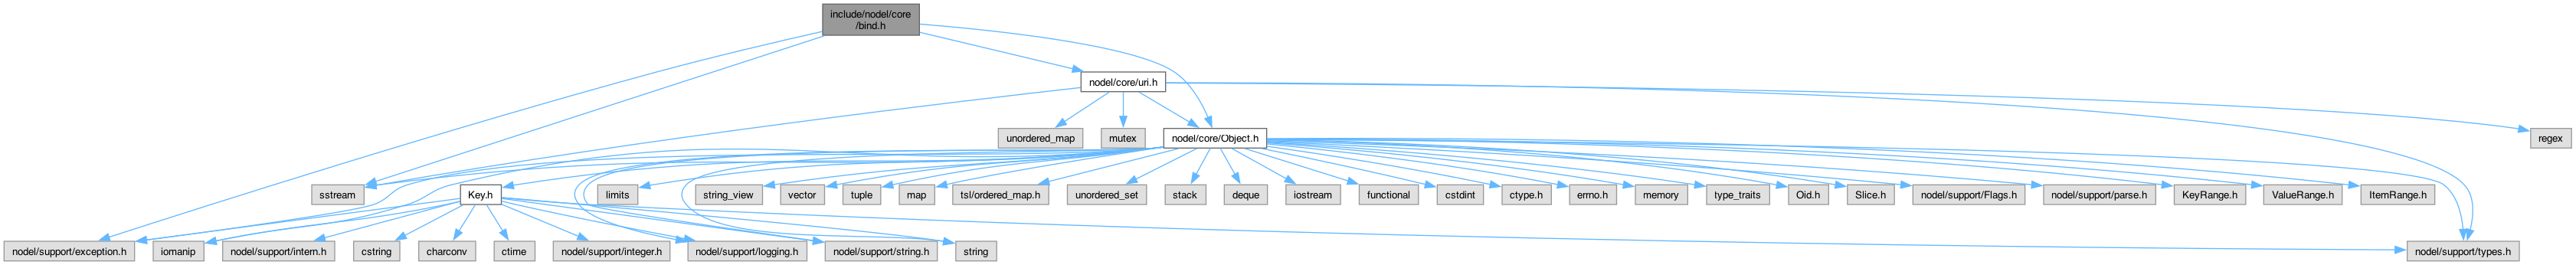 include/nodel/core
/bind.h
nodel/core/uri.h
unordered_map
mutex
nodel/core/Object.h
regex
sstream
Key.h
limits
string_view
vector
tuple
map
tsl/ordered_map.h
unordered_set
stack
deque
iostream
functional
cstdint
ctype.h
errno.h
memory
type_traits
Oid.h
Slice.h
nodel/support/Flags.h
nodel/support/parse.h
KeyRange.h
ValueRange.h
ItemRange.h
nodel/support/exception.h
iomanip
nodel/support/intern.h
cstring
charconv
ctime
nodel/support/integer.h
nodel/support/logging.h
nodel/support/string.h
string
nodel/support/types.h